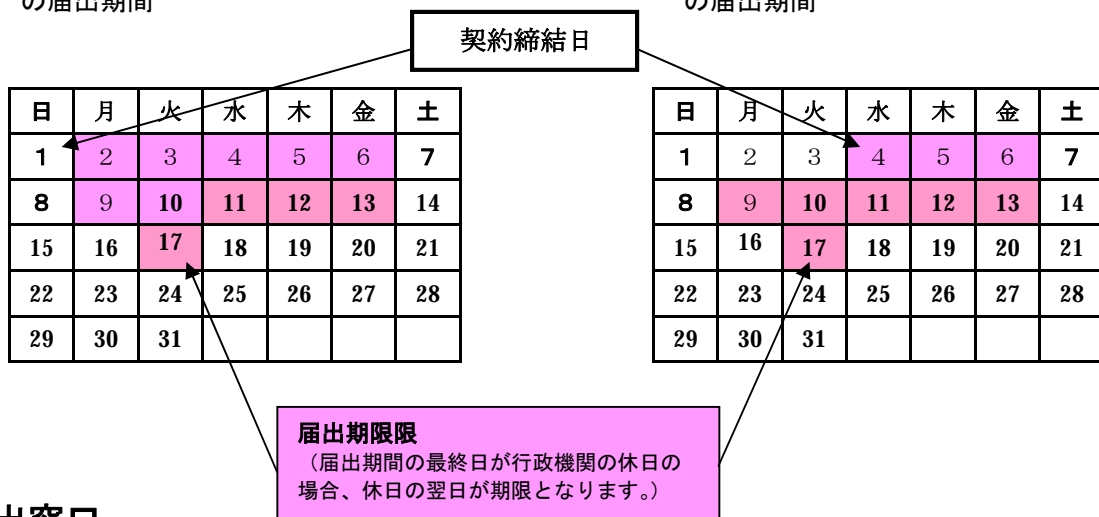 の届出期間 の届出期間
契約締結日
日 月 火 水 木 金 土
1 2 3 4 5 6 7
8 9 10 11 12 13 14
15 16 17 18 19 20 21
22 23 24 25 26 27 28
29 30 31
日 月 火 水 木 金 土
1 2 3 4 5 6 7
8 9 10 11 12 13 14
15 16 17 18 19 20 21
22 23 24 25 26 27 28
29 30 31
届出期限限
(届出期間の最終日が行政機関の休日の
場合、休日の翌日が期限となります。)
出窓口